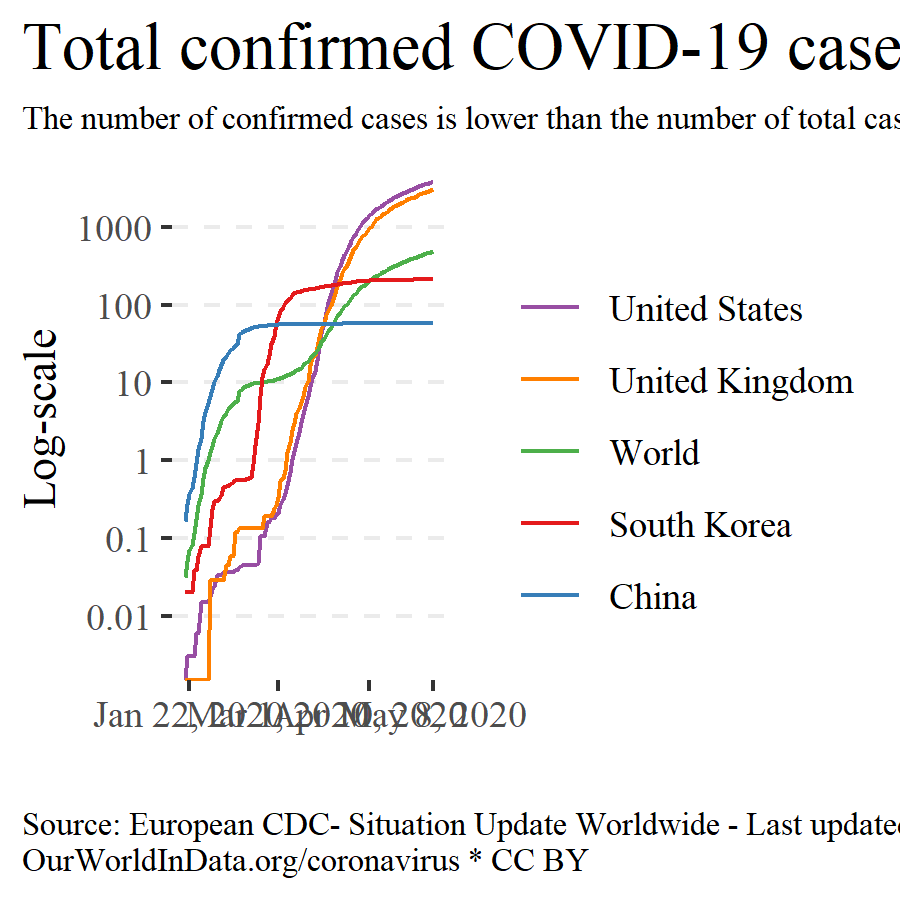 Total confirmed COVID-19 case
The number of confirmed cases is lower than the number of total cas
Log-scale
1000
100
10
1
0.1
0.01
United States
United Kingdom
World
South Korea
China
Jan 22, 2020 Mar 1, 2020 Apr 1, 2020 May 8, 2020
Source: European CDC- Situation Update Worldwide - Last updated
OurWorldInData.org/coronavirus * CC BY